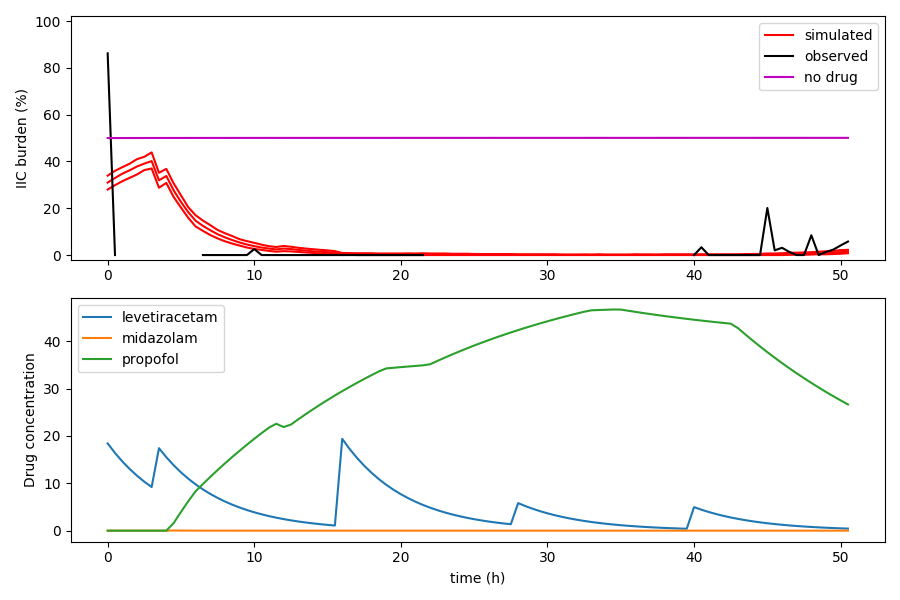 100
80
60
40
20
0
IIC burden (%)
simulated
observed
no drug
0 10 20 30 40 50
40
30
20
10
0
Drug concentration
levetiracetam
midazolam
propofol
0 10 20 30 40 50
time (h)